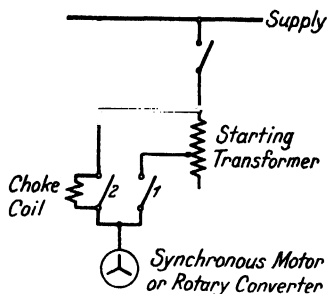 Supply
Starting
Transformer
Choke
Coil
2
1
Synchronous Motor
or Rotary Converter